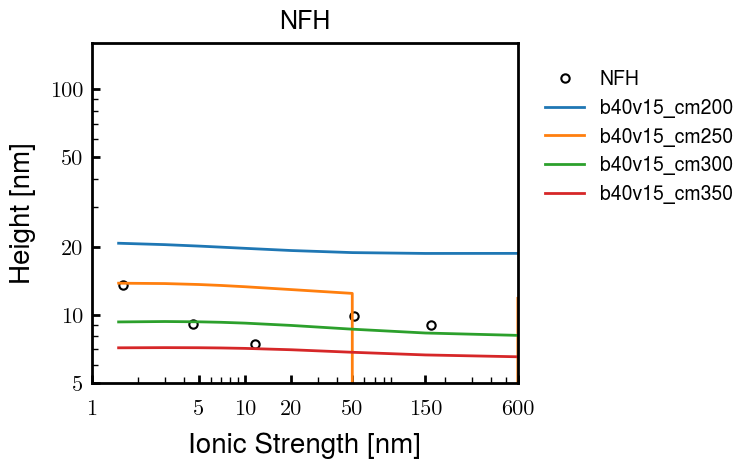 NFH
Height [nm]
100
50
20
10
5
1 5 10 20 50 150 600
Ionic Strength [nm]
NFH
b40v15_cm200
b40v15_cm250
b40v15_cm300
b40v15_cm350